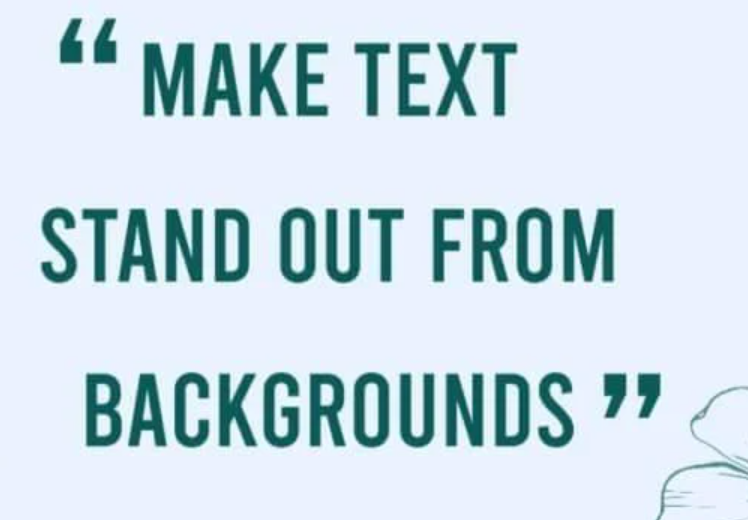 “ MAKE TEXT
STAND OUT FROM
BACKGROUNDS ”